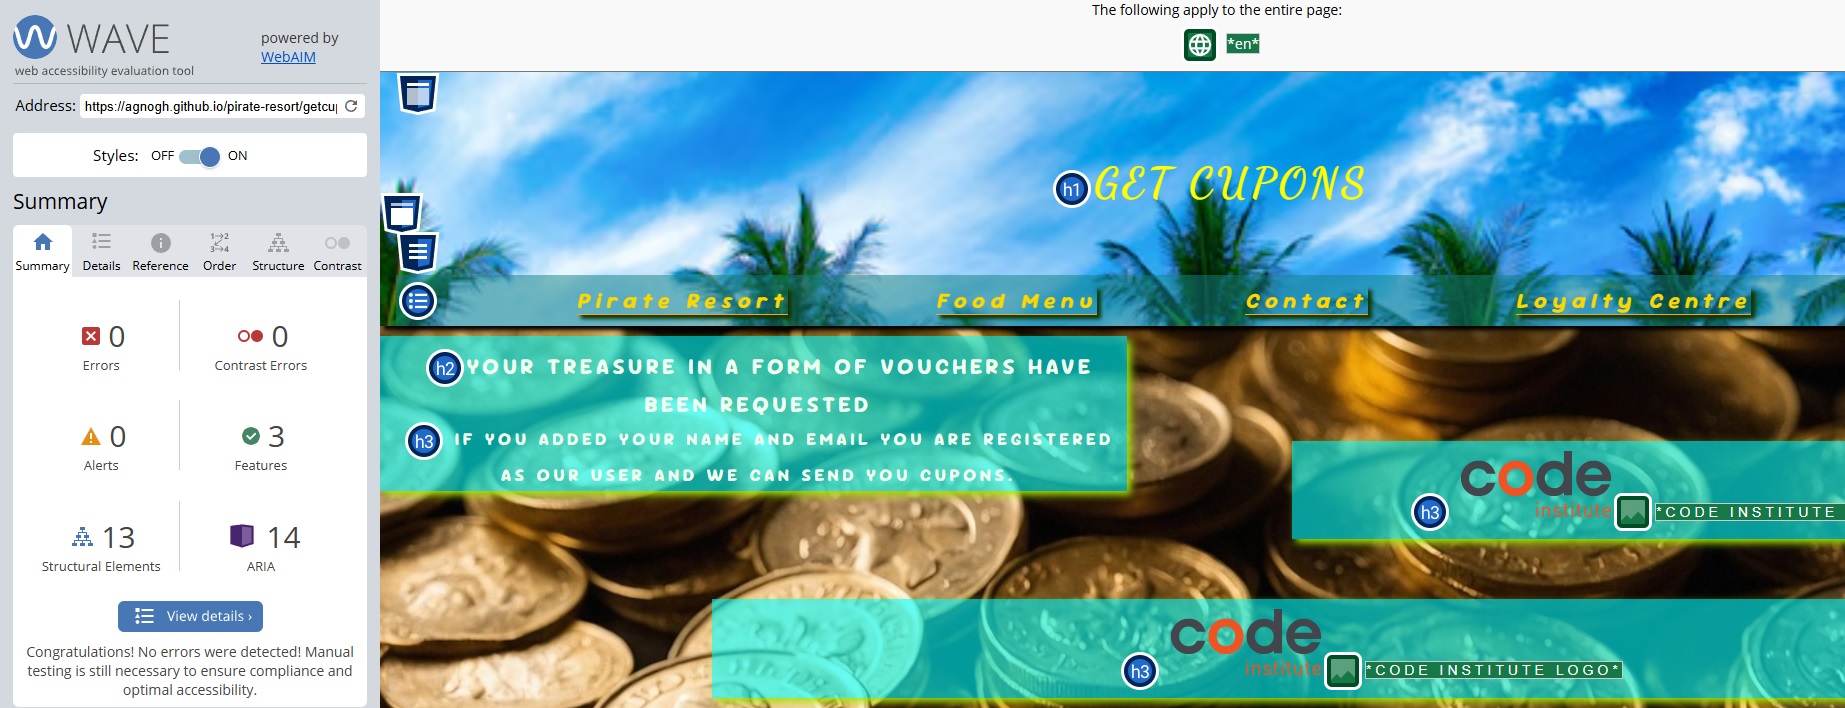 WAVE
powered by
WebAIM
web accessibility evaluation tool
Address: https://agnogh.github.io/pirate-resort/getcu
Styles: OFF ON
Summary
Summary Details Reference Order Structure Contrast
0 Errors
0 Contrast Errors
0 Alerts
3 Features
13 Structural Elements
14 ARIA
View details ›
Congratulations! No errors were detected! Manual
testing is still necessary to ensure compliance and
optimal accessibility.
The following apply to the entire page:
*en*
h1 GET CUPONS
Pirate Resort Food Menu Contact Loyalty Centre
h2 YOUR TREASURE IN A FORM OF VOUCHERS HAVE
BEEN REQUESTED
h3 IF YOU ADDED YOUR NAME AND EMAIL YOU ARE REGISTERED
AS OUR USER AND WE CAN SEND YOU CUPONS.
code
institute
h3 *CODE INSTITUTE
code
institute
h3 *CODE INSTITUTE LOGO*